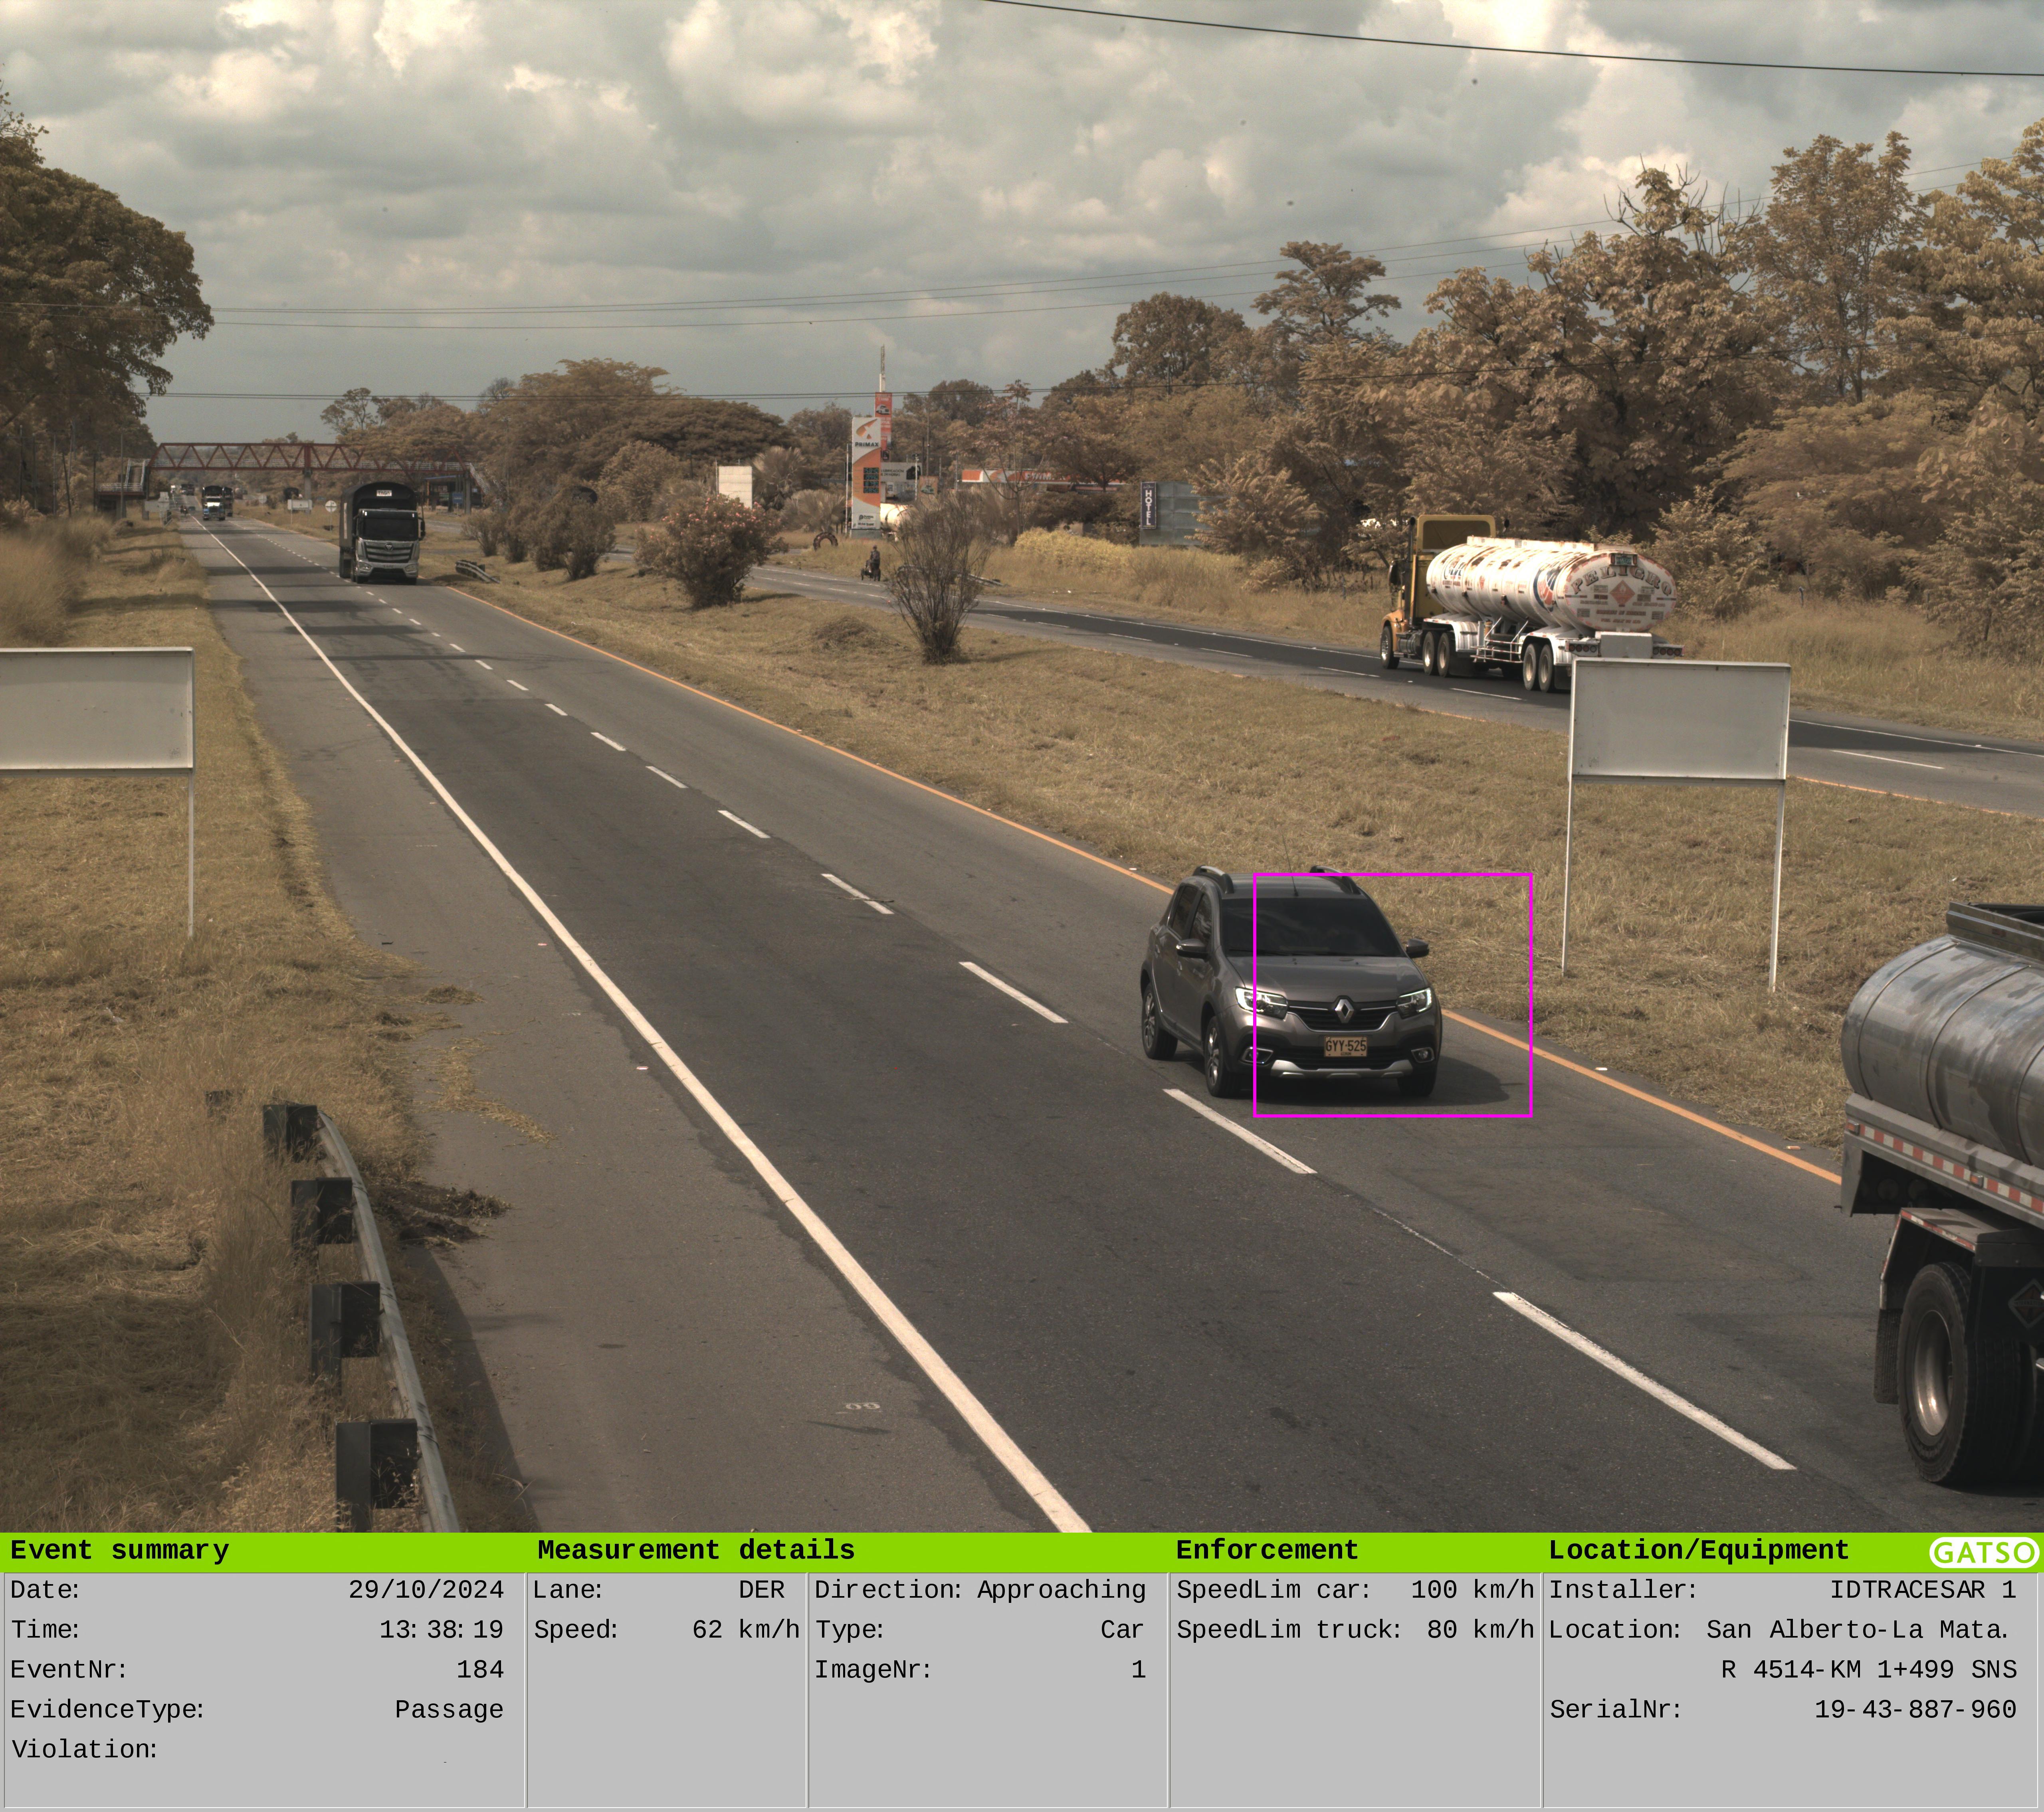 PRIMAX
HOTEL
PELIGRO
GYY-525
Event summary
Measurement details
Enforcement
Location/Equipment
GATSO
Date: 29/10/2024
Lane: DER
Direction: Approaching
SpeedLim car: 100 km/h
Installer: IDTRACESAR 1
Time: 13:38:19
Speed: 62 km/h
Type: Car
SpeedLim truck: 80 km/h
Location: San Alberto-La Mata.
EventNr: 184
ImageNr: 1
R 4514-KM 1+499 SNS
EvidenceType: Passage
SerialNr: 19-43-887-960
Violation: